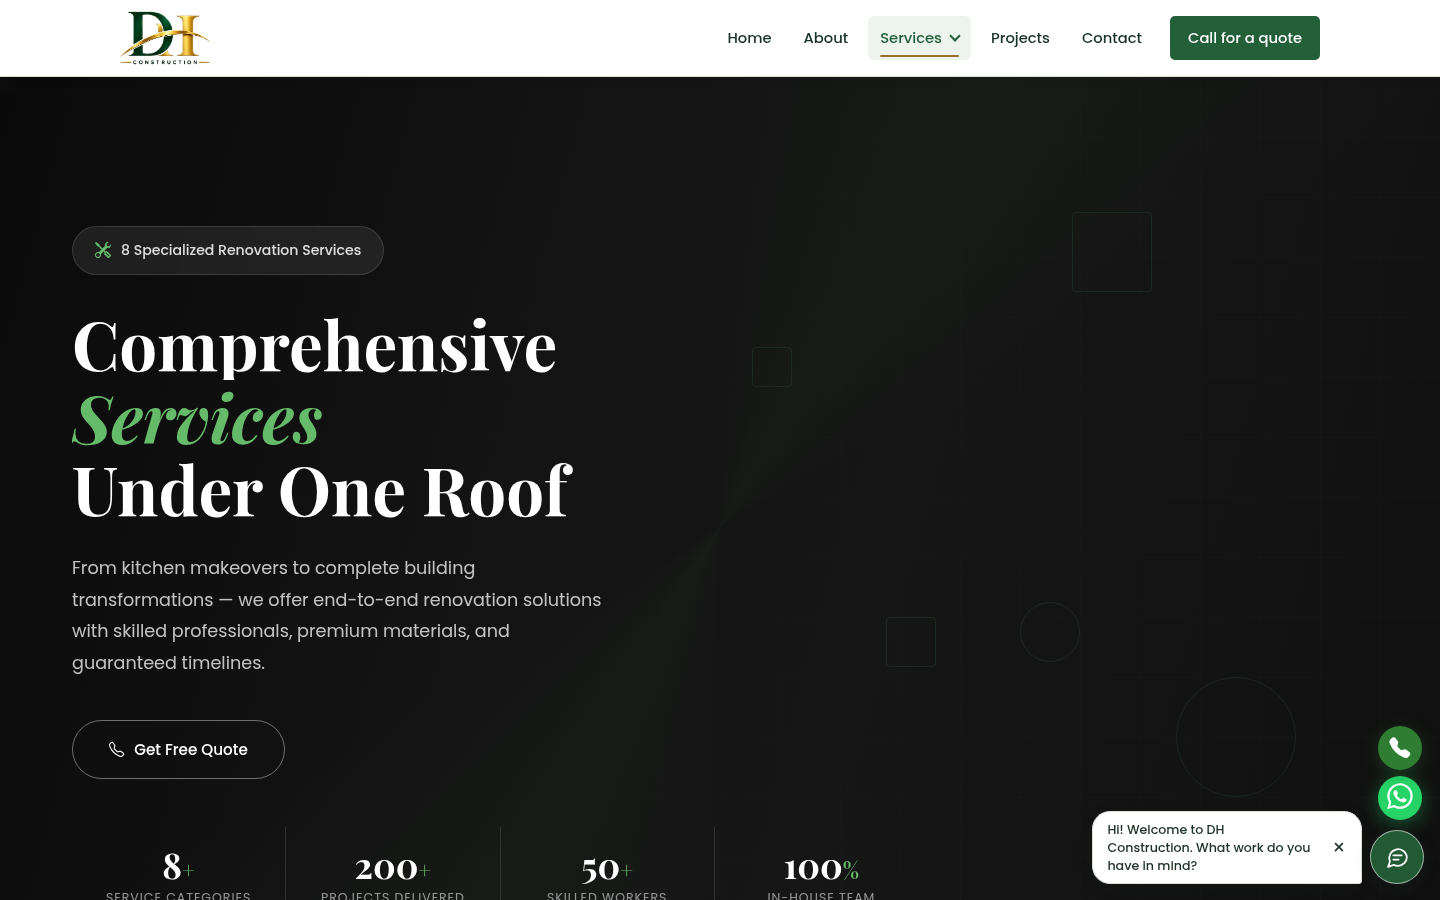 DH
CONSTRUCTION
Home
About
Services
Projects
Contact
Call for a quote
8 Specialized Renovation Services
Comprehensive
Services
Under One Roof
From kitchen makeovers to complete building
transformations — we offer end-to-end renovation solutions
with skilled professionals, premium materials, and
guaranteed timelines.
Get Free Quote
8+
SERVICE CATEGORIES
200+
PROJECTS DELIVERED
50+
SKILLED WORKERS
100%
IN-HOUSE TEAM
Hi! Welcome to DH
Construction. What work do you
have in mind?